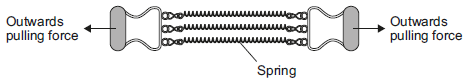 Outwards
pulling force
Outwards
pulling force
Spring